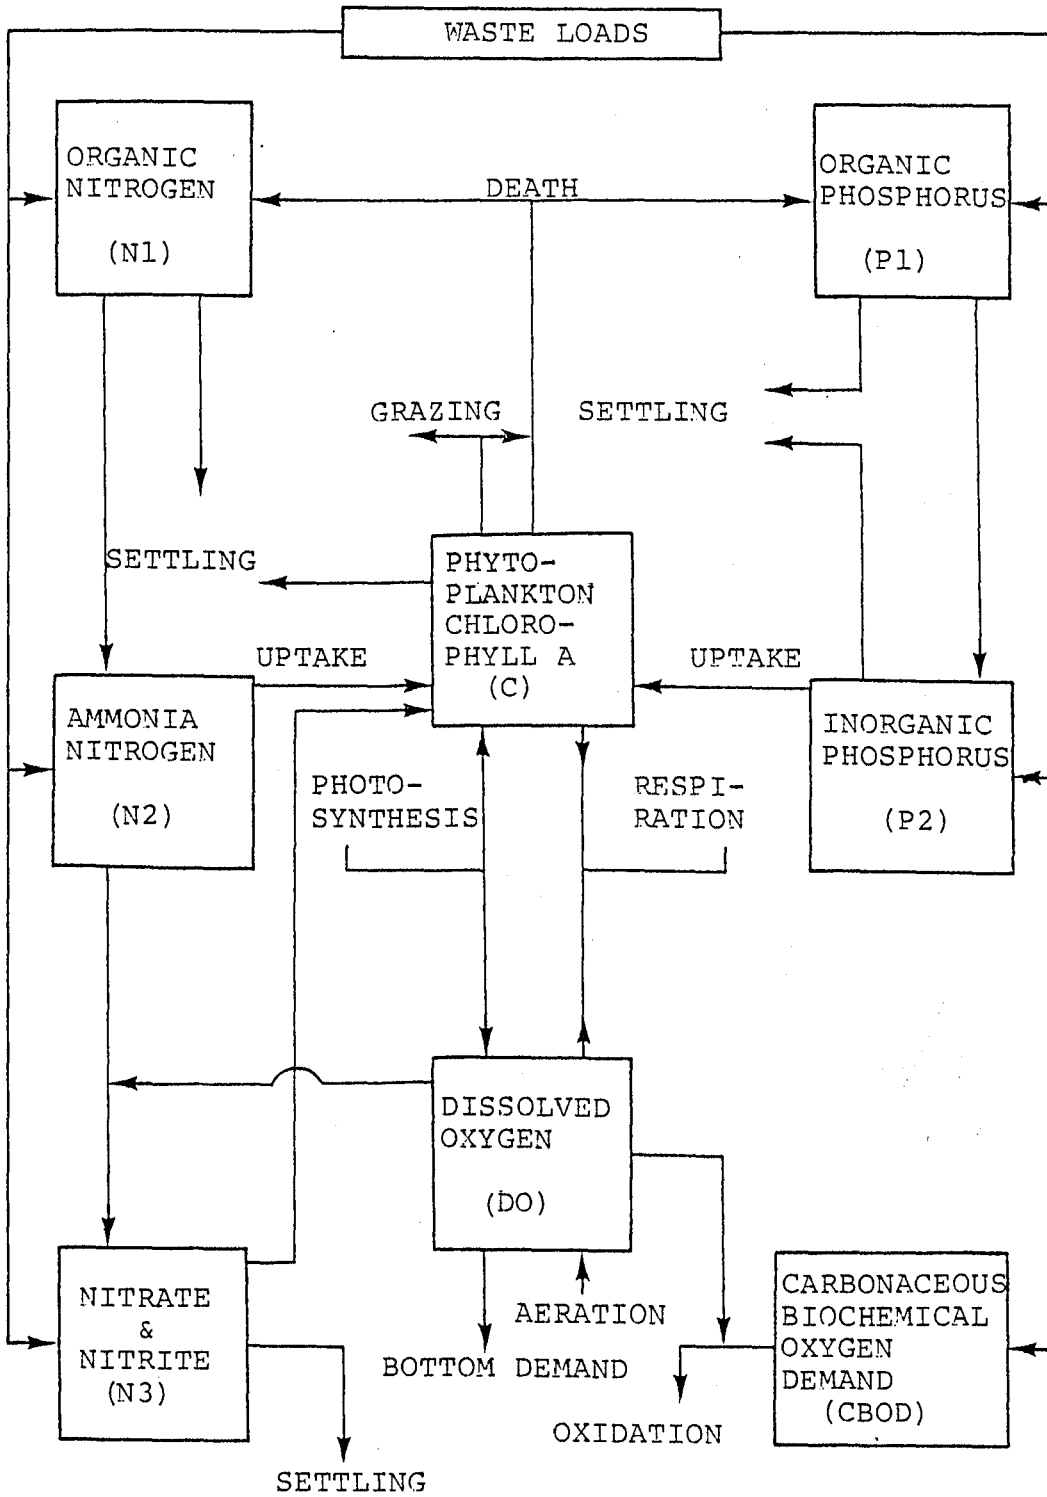 WASTE LOADS
ORGANIC
NITROGEN
(N1)
DEATH
ORGANIC
PHOSPHORUS
(P1)
GRAZING
SETTLING
SETTLING
PHYTO-
PLANKTON
CHLORO-
PHYLL A
(C)
UPTAKE
UPTAKE
AMMONIA
NITROGEN
(N2)
INORGANIC
PHOSPHORUS
(P2)
PHOTO-
SYNTHESIS
RESPI-
RATION
DISSOLVED
OXYGEN
(DO)
NITRATE
&
NITRITE
(N3)
AERATION
BOTTOM DEMAND
CARBONACEOUS
BIOCHEMICAL
OXYGEN
DEMAND
(CBOD)
OXIDATION
SETTLING